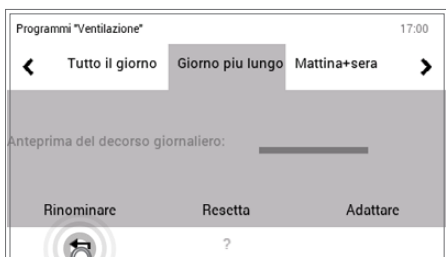 Programmi "Ventilazione" 17:00
Tutto il giorno Giorno piu lungo Mattina+sera
Anteprima del decorso giornaliero:
Rinominare Resetta Adattare
?